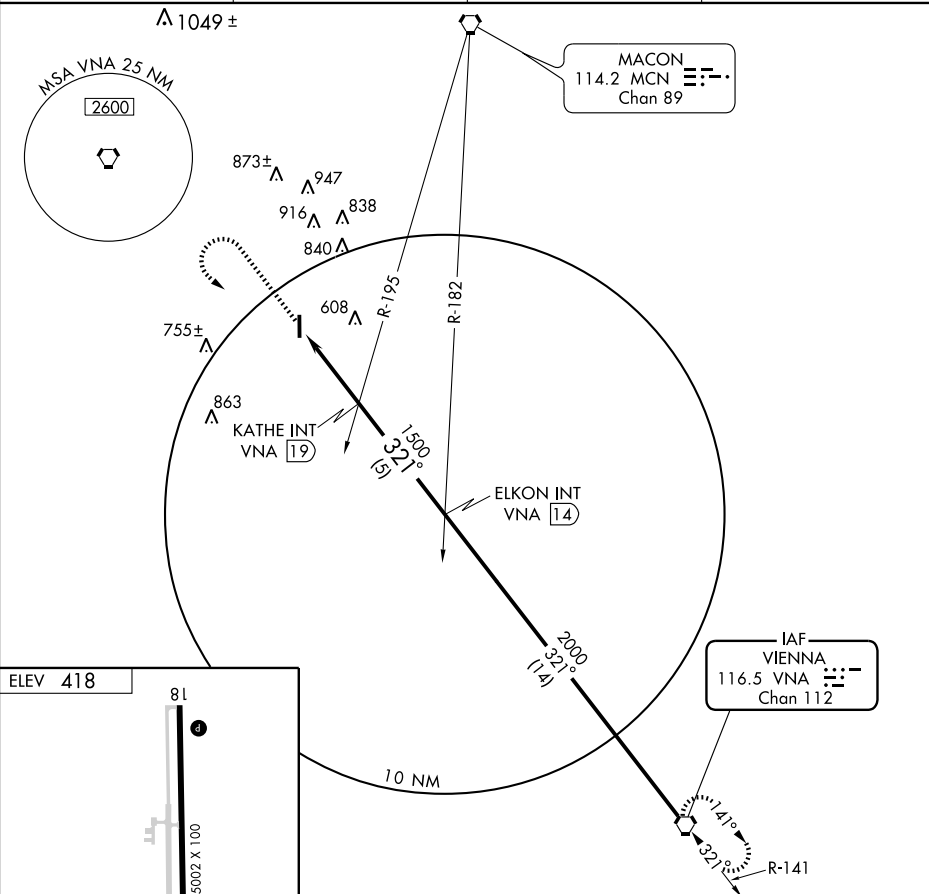 1049 ±
MSA VNA 25 NM
2600
MACON
114.2 MCN
Chan 89
873±
947
916
838
840
608
755±
863
R-195
R-182
KATHE INT
VNA 19
1500
321°
(5)
ELKON INT
VNA 14
2000
321°
(14)
IAF
VIENNA
116.5 VNA
Chan 112
10 NM
141°
321°
R-141
ELEV 418
18
P
5002 X 100